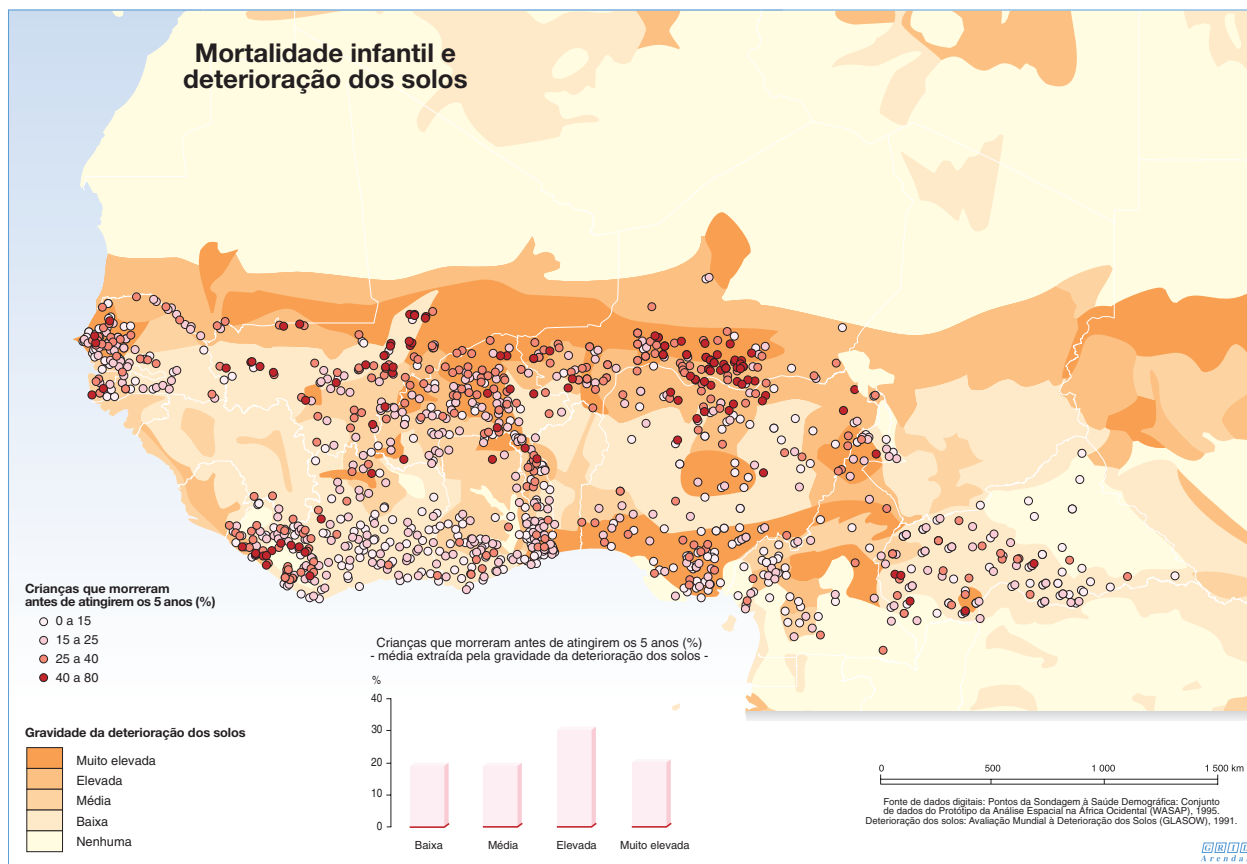 Mortalidade infantil e
deterioração dos solos
Crianças que morreram
antes de atingirem os 5 anos (%)
0 a 15
15 a 25
25 a 40
40 a 80
Gravidade da deterioração dos solos
Muito elevada
Elevada
Média
Baixa
Nenhuma
Crianças que morreram antes de atingirem os 5 anos (%)
- média extraída pela gravidade da deterioração dos solos -
%
40
30
20
10
0
Baixa Média Elevada Muito elevada
0 500 1 000 1 500 km
Fonte de dados digitais: Pontos da Sondagem à Saúde Demográfica: Conjunto
de dados do Protótipo da Análise Espacial na África Ocidental (WASAP), 1995.
Deterioração dos solos: Avaliação Mundial à Deterioração dos Solos (GLASOW), 1991.
GRID
Arendal